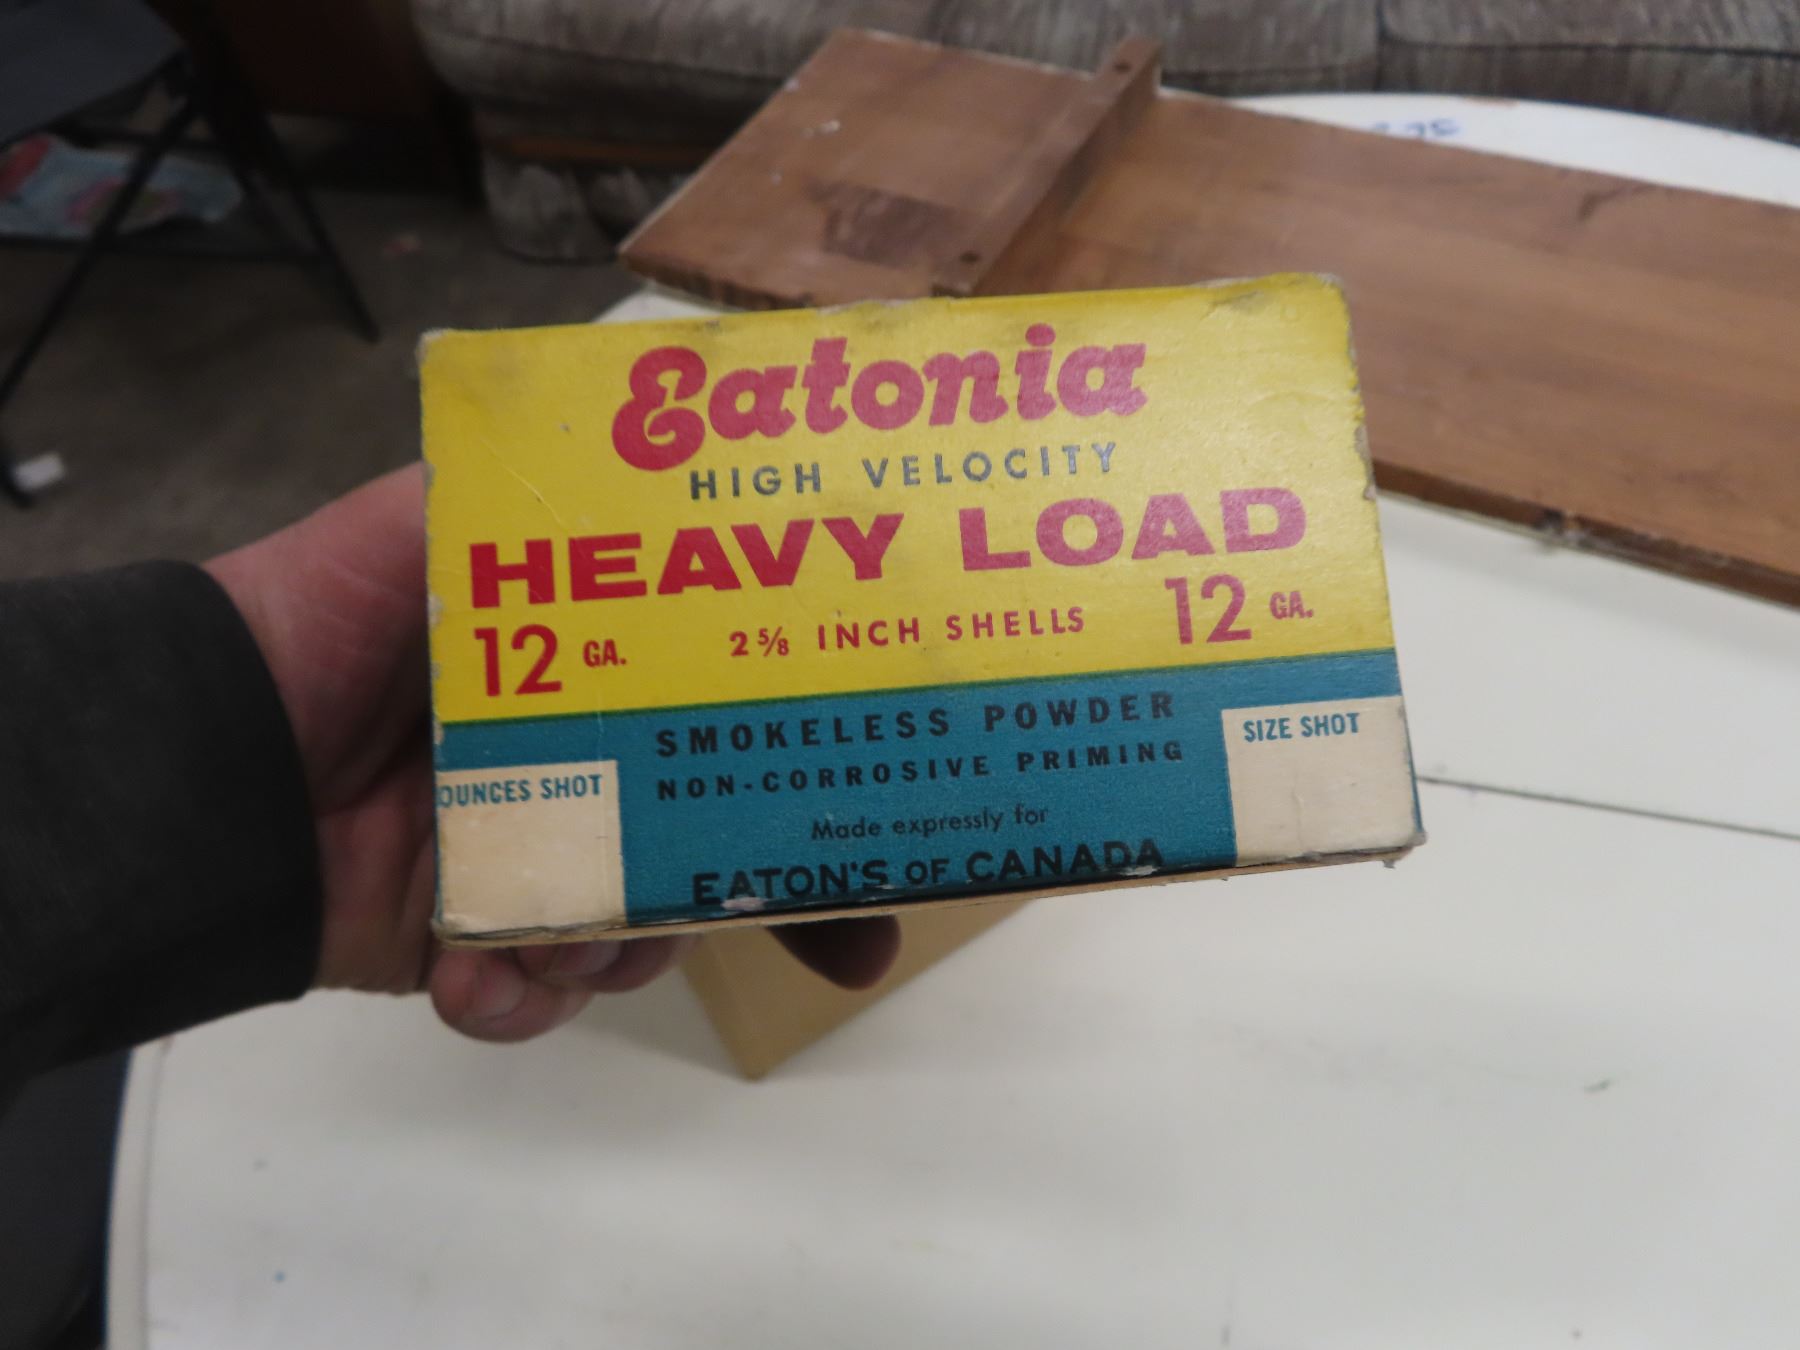 Eatonia
HIGH VELOCITY
HEAVY LOAD
12 GA. 2 5/8 INCH SHELLS 12 GA.
SMOKELESS POWDER
NON-CORROSIVE PRIMING
Made expressly for
EATON'S OF CANADA
OUNCES SHOT
SIZE SHOT